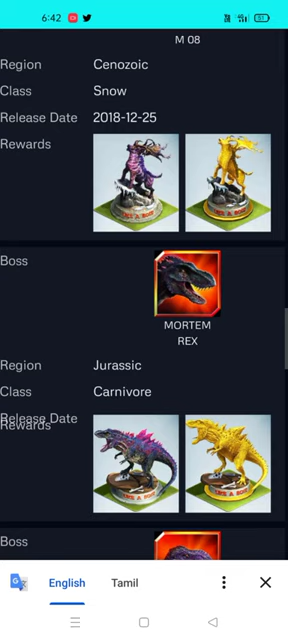 6:42
51
M 08
Region Cenozoic
Class Snow
Release Date 2018-12-25
Rewards
Boss
MORTEM
REX
Region Jurassic
Class Carnivore
Release Date
Rewards
Boss
English Tamil